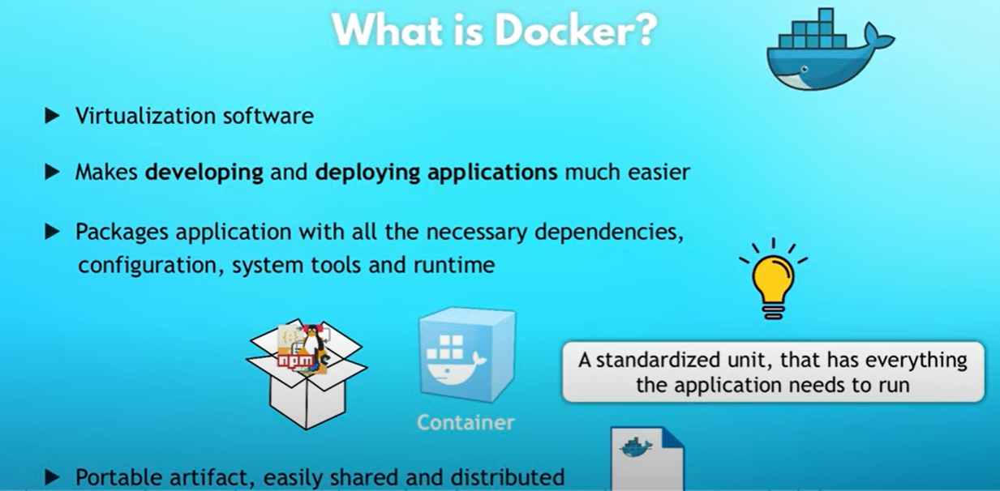 What is Docker?
Virtualization software
Makes developing and deploying applications much easier
Packages application with all the necessary dependencies,
configuration, system tools and runtime
npm
A standardized unit, that has everything
the application needs to run
Container
Portable artifact, easily shared and distributed